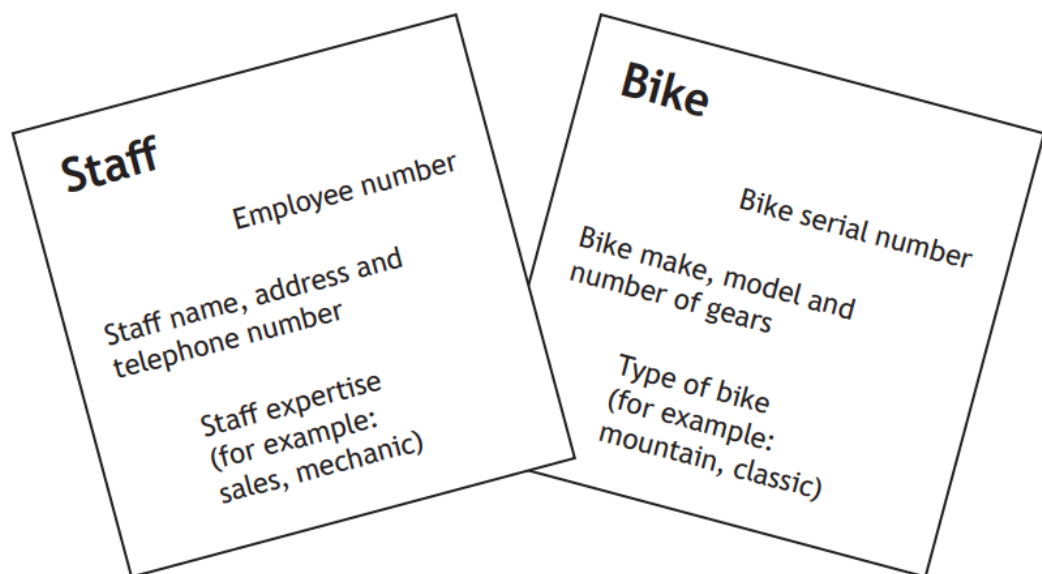 Staff
Employee number
Staff name, address and
telephone number
Staff expertise
(for example:
sales, mechanic)
Bike
Bike serial number
Bike make, model and
number of gears
Type of bike
(for example:
mountain, classic)